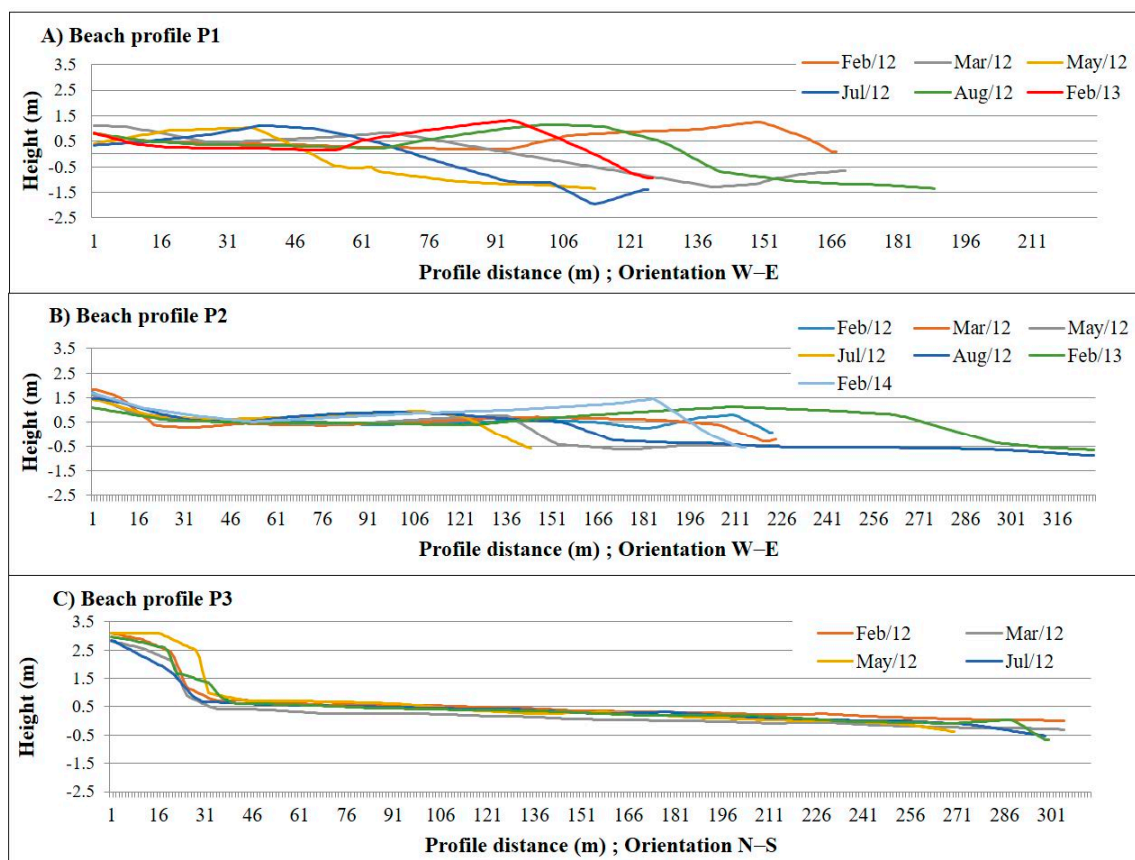 A) Beach profile P1
Feb/12 Mar/12 May/12
Jul/12 Aug/12 Feb/13
Height (m)
3.5
2.5
1.5
0.5
-0.5
-1.5
-2.5
1 16 31 46 61 76 91 106 121 136 151 166 181 196 211
Profile distance (m) ; Orientation W–E
B) Beach profile P2
Feb/12 Mar/12 May/12
Jul/12 Aug/12 Feb/13
Feb/14
Height (m)
3.5
2.5
1.5
0.5
-0.5
-1.5
-2.5
1 16 31 46 61 76 91 106 121 136 151 166 181 196 211 226 241 256 271 286 301 316
Profile distance (m) ; Orientation W–E
C) Beach profile P3
Feb/12 Mar/12
May/12 Jul/12
Height (m)
3.5
2.5
1.5
0.5
-0.5
-1.5
-2.5
1 16 31 46 61 76 91 106 121 136 151 166 181 196 211 226 241 256 271 286 301
Profile distance (m) ; Orientation N–S